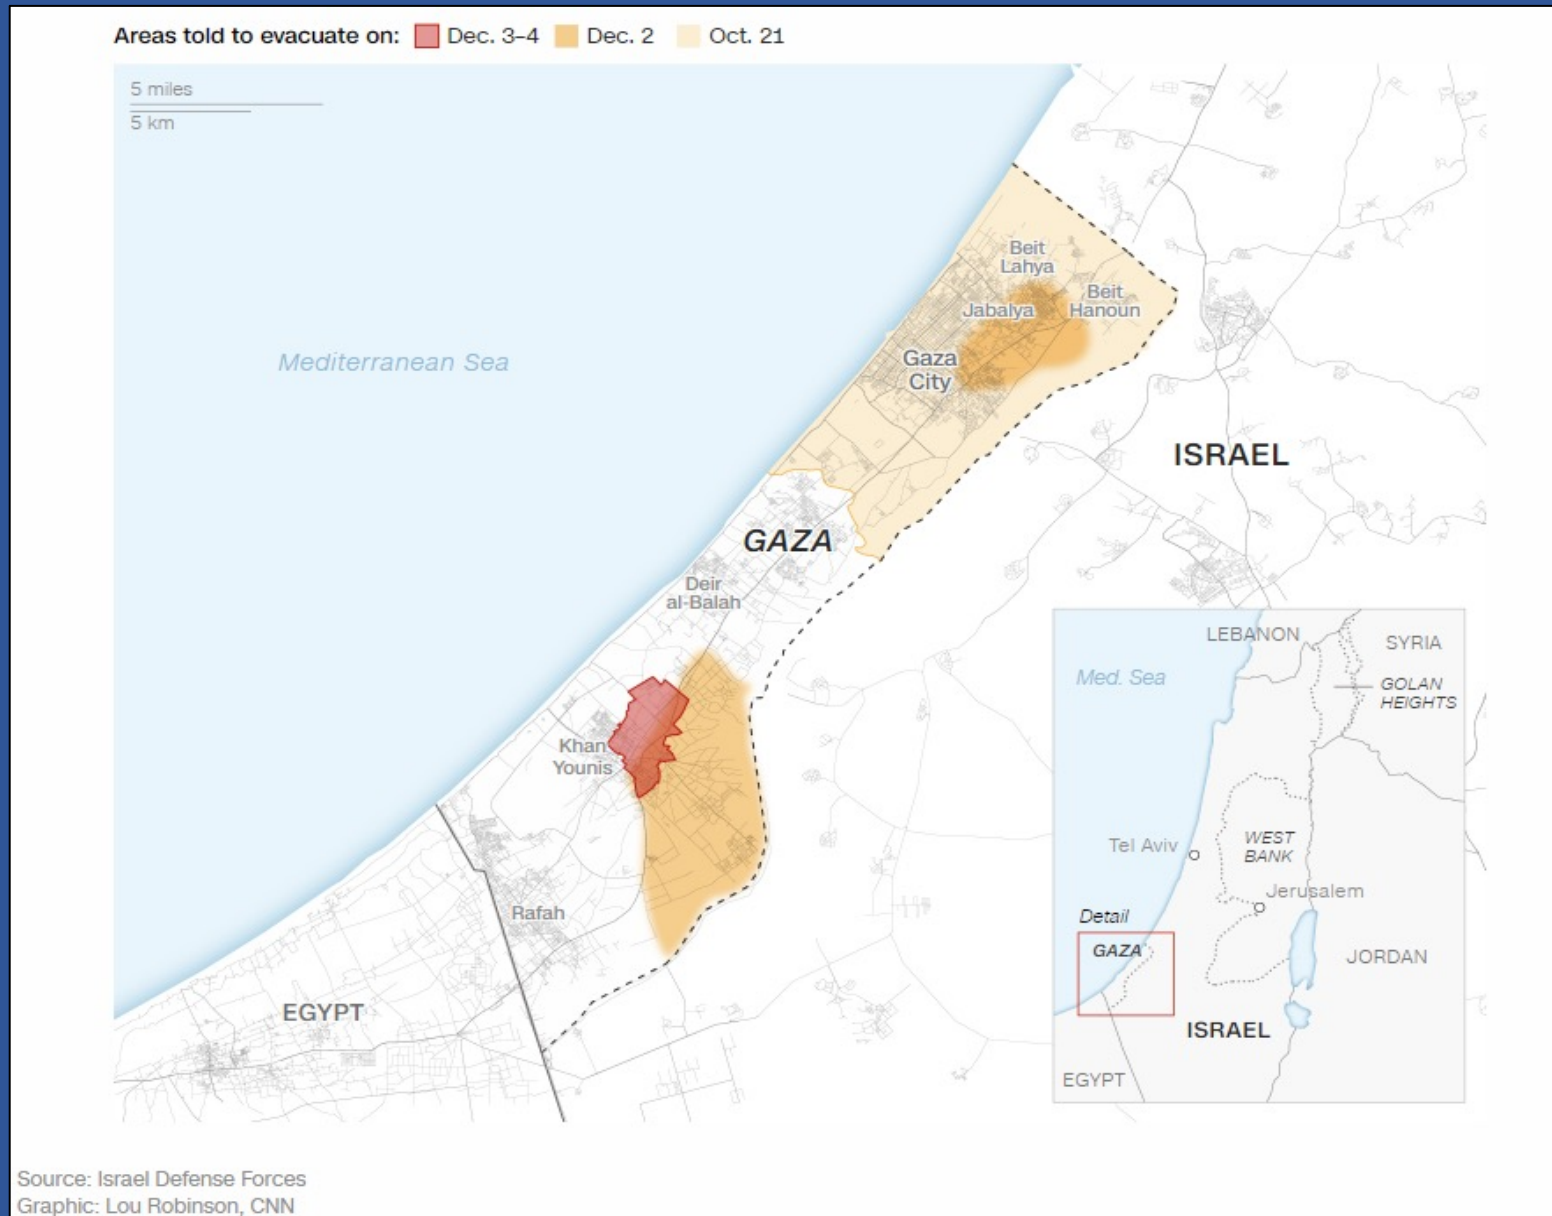 Areas told to evacuate on: Dec. 3–4 Dec. 2 Oct. 21
5 miles
5 km
Mediterranean Sea
Beit
Lahya
Beit
Hanoun
Jabalya
Gaza
City
ISRAEL
GAZA
Deir
al-Balah
Khan
Younis
Rafah
EGYPT
LEBANON
SYRIA
Med. Sea
GOLAN
HEIGHTS
WEST
BANK
Tel Aviv
Jerusalem
Detail
GAZA
JORDAN
ISRAEL
EGYPT
Source: Israel Defense Forces
Graphic: Lou Robinson, CNN